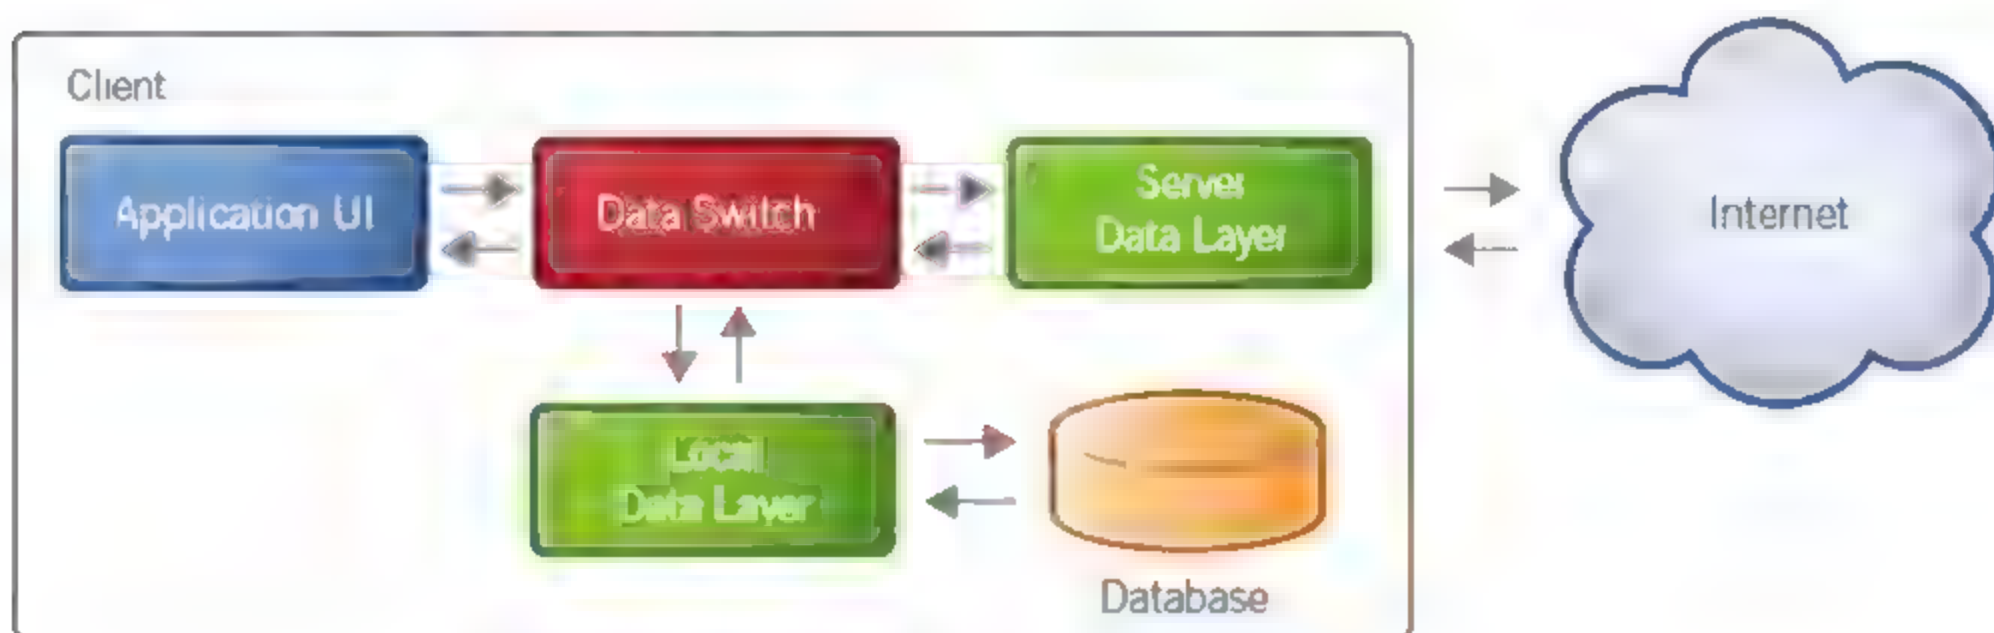 Client
Application UI
Data Switch
Server
Data Layer
Internet
Local
Data Layer
Database